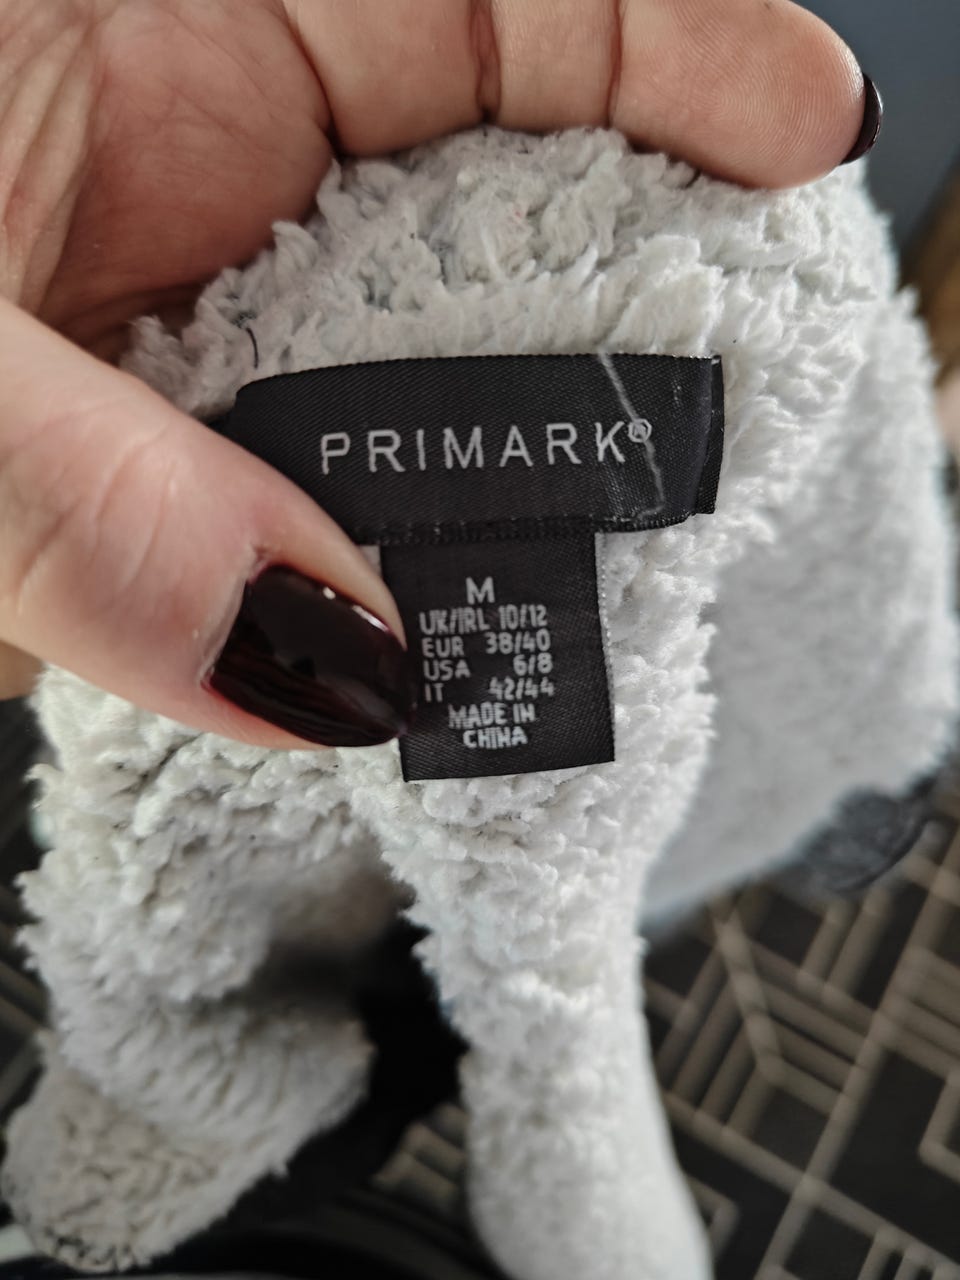 PRIMARK®
M
UK/IRL 10/12
EUR 38/40
USA 6/8
IT 42/44
MADE IN
CHINA